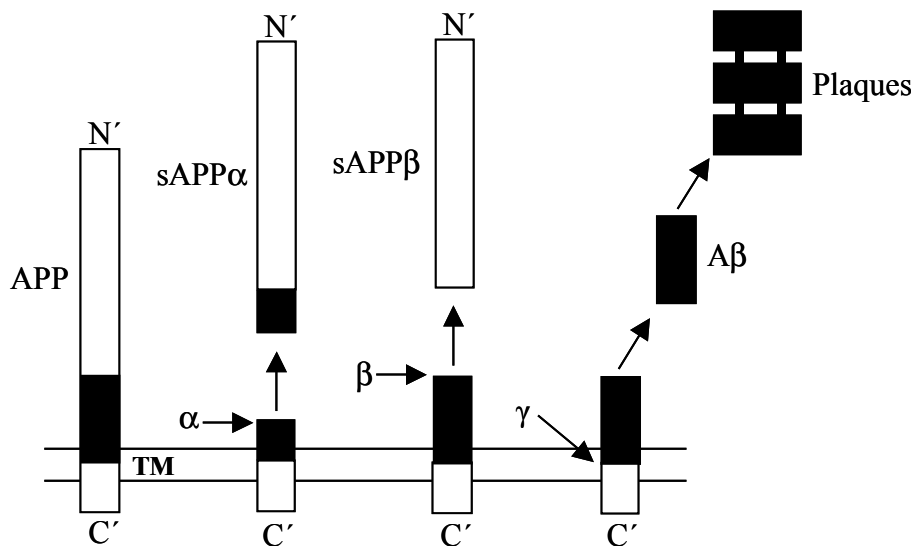 N´
N´
N´
Plaques
sAPPα
sAPPβ
APP
Aβ
β
γ
α
TM
C´
C´
C´
C´